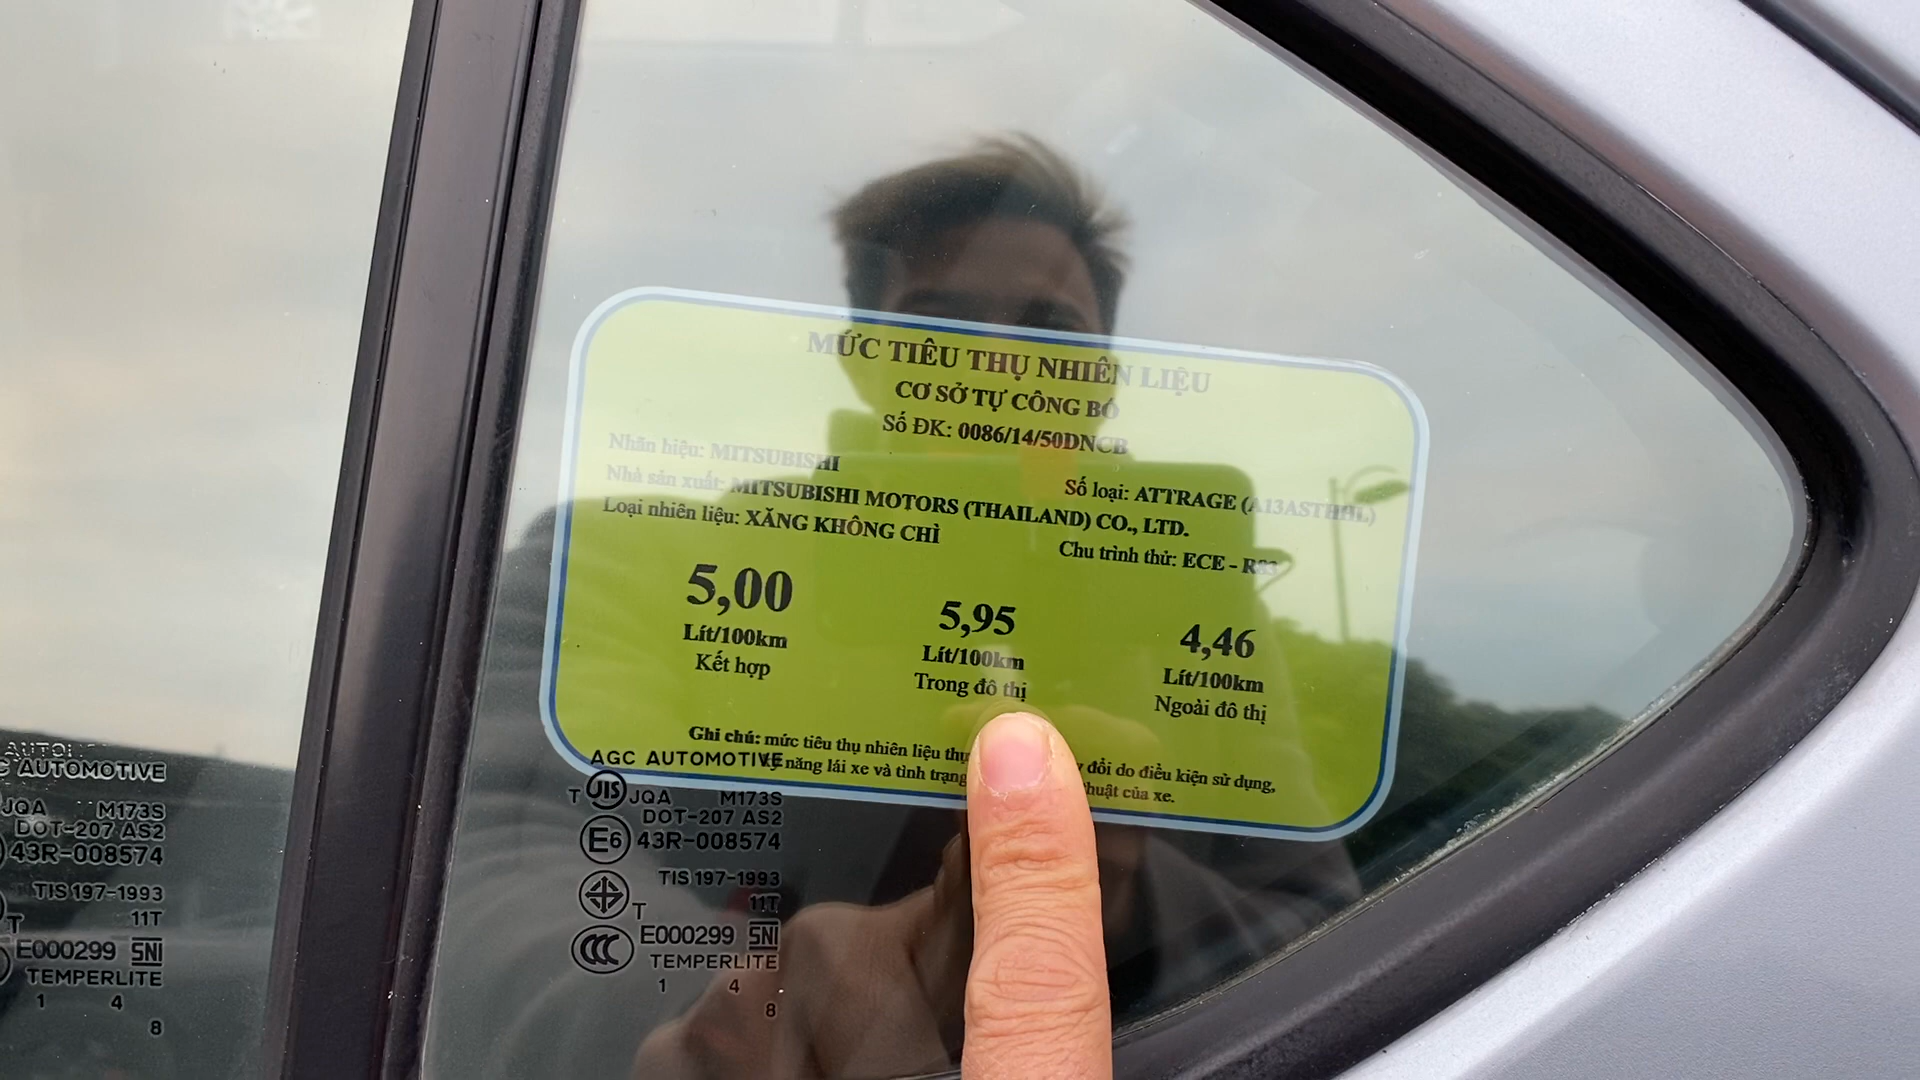 MỨC TIÊU THỤ NHIÊN LIỆU
CƠ SỞ TỰ CÔNG BỐ
Số ĐK: 0086/14/50DNCB
Nhãn hiệu: MITSUBISHI
Số loại: ATTRAGE (A13ASTHHL)
Nhà sản xuất: MITSUBISHI MOTORS (THAILAND) CO., LTD.
Loại nhiên liệu: XĂNG KHÔNG CHÌ
Chu trình thử: ECE - R83
5,00
Lít/100km
Kết hợp
5,95
Lít/100km
Trong đô thị
4,46
Lít/100km
Ngoài đô thị
Ghi chú: mức tiêu thụ nhiên liệu đổi do điều kiện sử dụng,
năng lái xe và tình trạng của xe.
AGC AUTOMOTIVE
T JIS JQA M173S
DOT-207 AS2
E6 43R-008574
TIS 197-1993
T 11T
CCC E000299 SNI
TEMPERLITE
1 4
8
AUTOMOTIVE
JQA M173S
DOT-207 AS2
43R-008574
TIS 197-1993
T 11T
E000299 SNI
TEMPERLITE
1 4
8